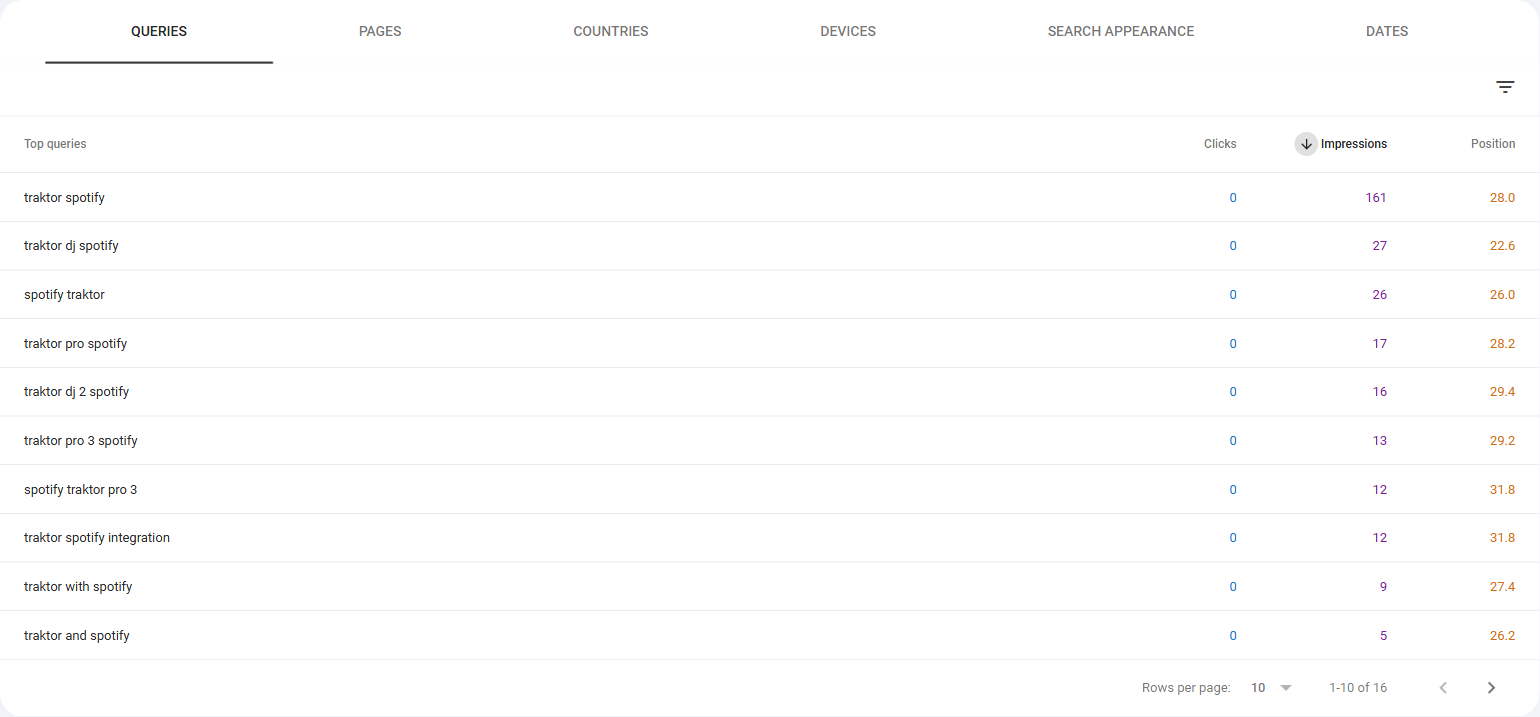 QUERIES PAGES COUNTRIES DEVICES SEARCH APPEARANCE DATES
Top queries Clicks Impressions Position
traktor spotify 0 161 28.0
traktor dj spotify 0 27 22.6
spotify traktor 0 26 26.0
traktor pro spotify 0 17 28.2
traktor dj 2 spotify 0 16 29.4
traktor pro 3 spotify 0 13 29.2
spotify traktor pro 3 0 12 31.8
traktor spotify integration 0 12 31.8
traktor with spotify 0 9 27.4
traktor and spotify 0 5 26.2
Rows per page: 10 1-10 of 16